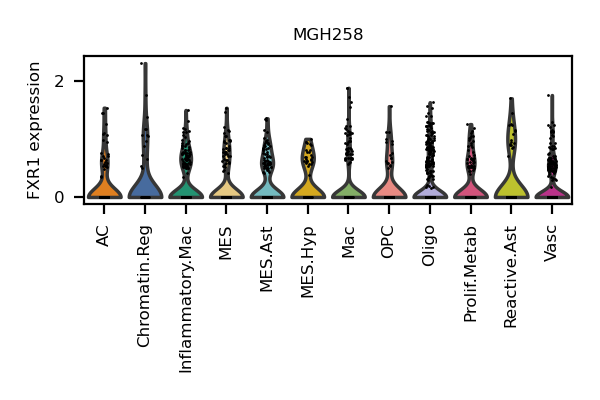 MGH258
FXR1 expression
2
0
AC
Chromatin.Reg
Inflammatory.Mac
MES
MES.Ast
MES.Hyp
Mac
OPC
Oligo
Prolif.Metab
Reactive.Ast
Vasc